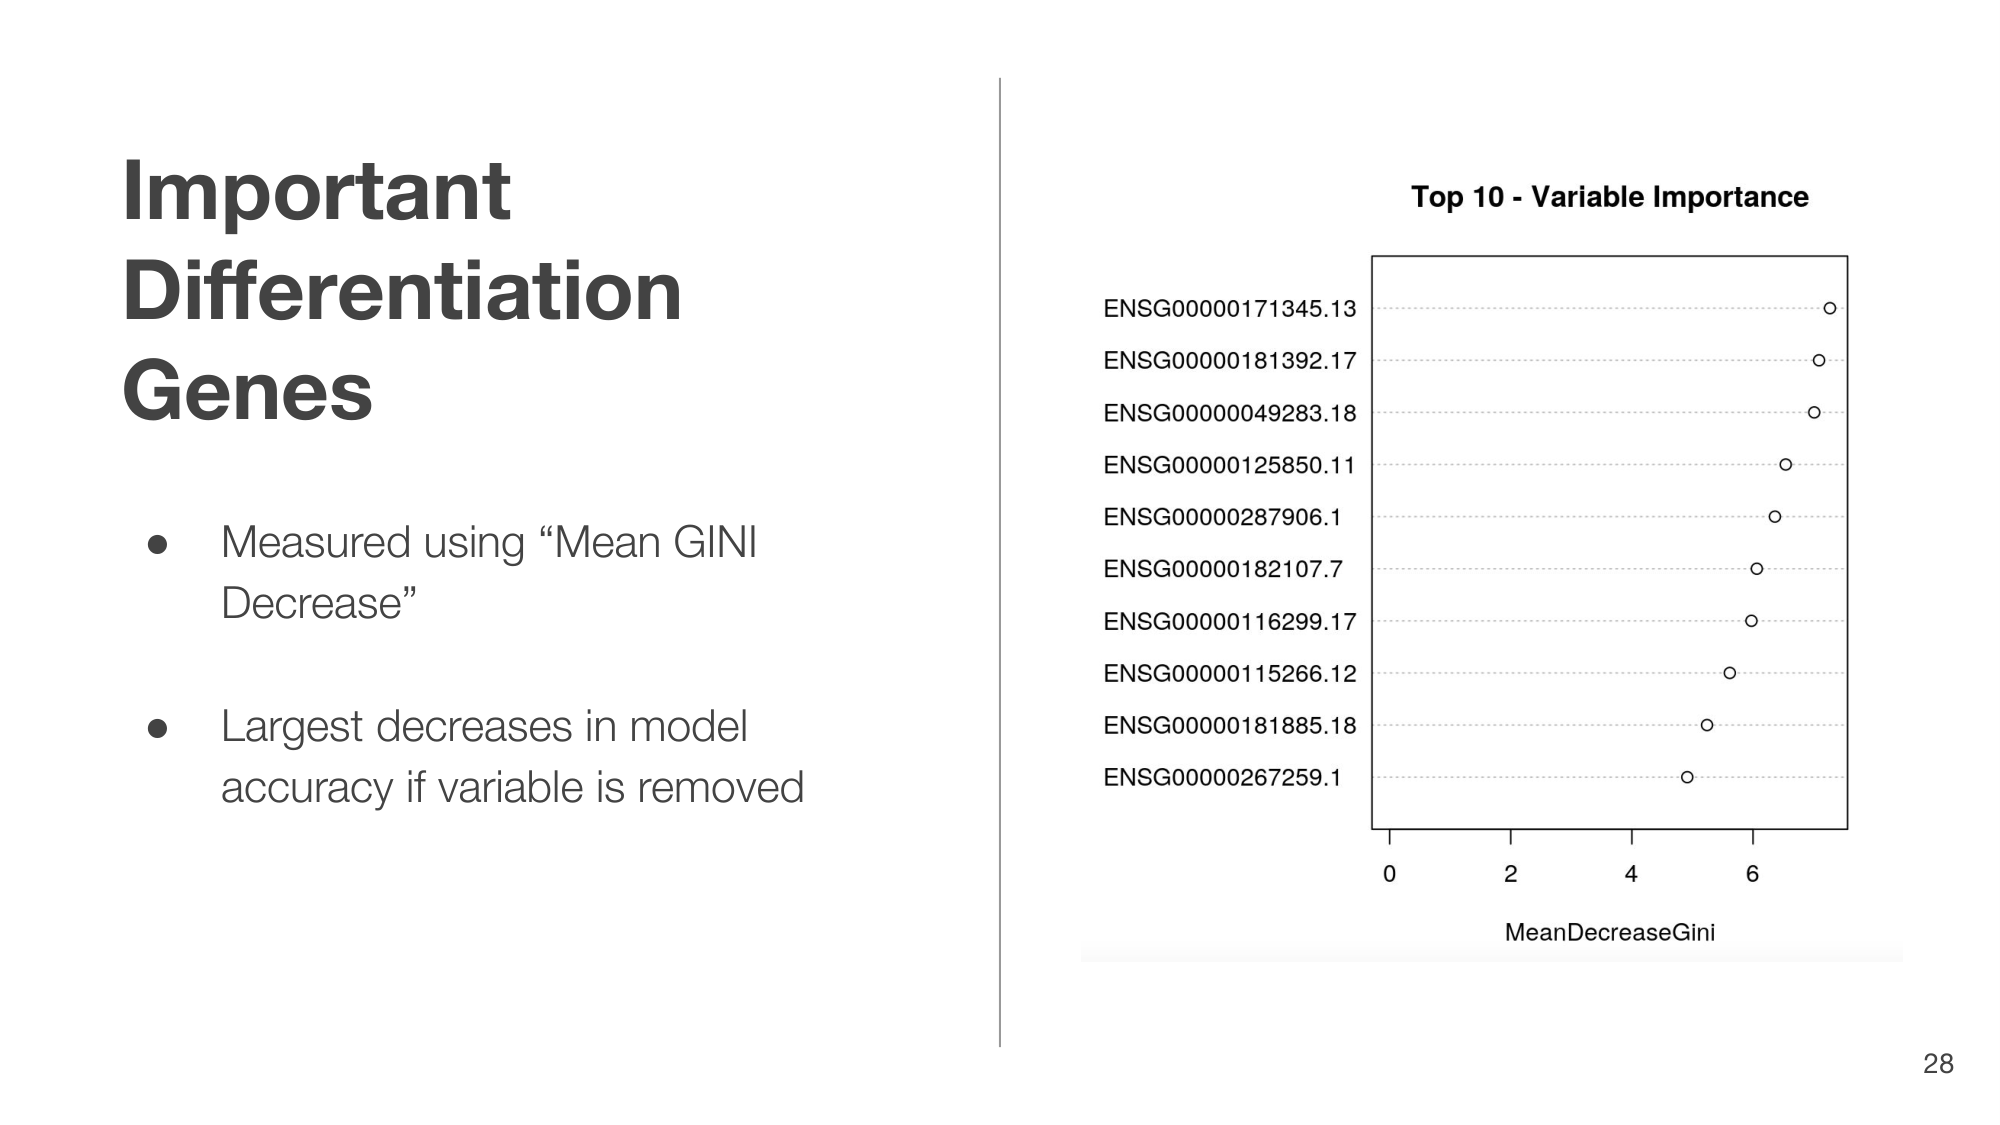 Important
Differentiation
Genes
● Measured using “Mean GINI
Decrease”
● Largest decreases in model
accuracy if variable is removed
Top 10 - Variable Importance
ENSG00000171345.13
ENSG00000181392.17
ENSG00000049283.18
ENSG00000125850.11
ENSG00000287906.1
ENSG00000182107.7
ENSG00000116299.17
ENSG00000115266.12
ENSG00000181885.18
ENSG00000267259.1
0 2 4 6
MeanDecreaseGini
28